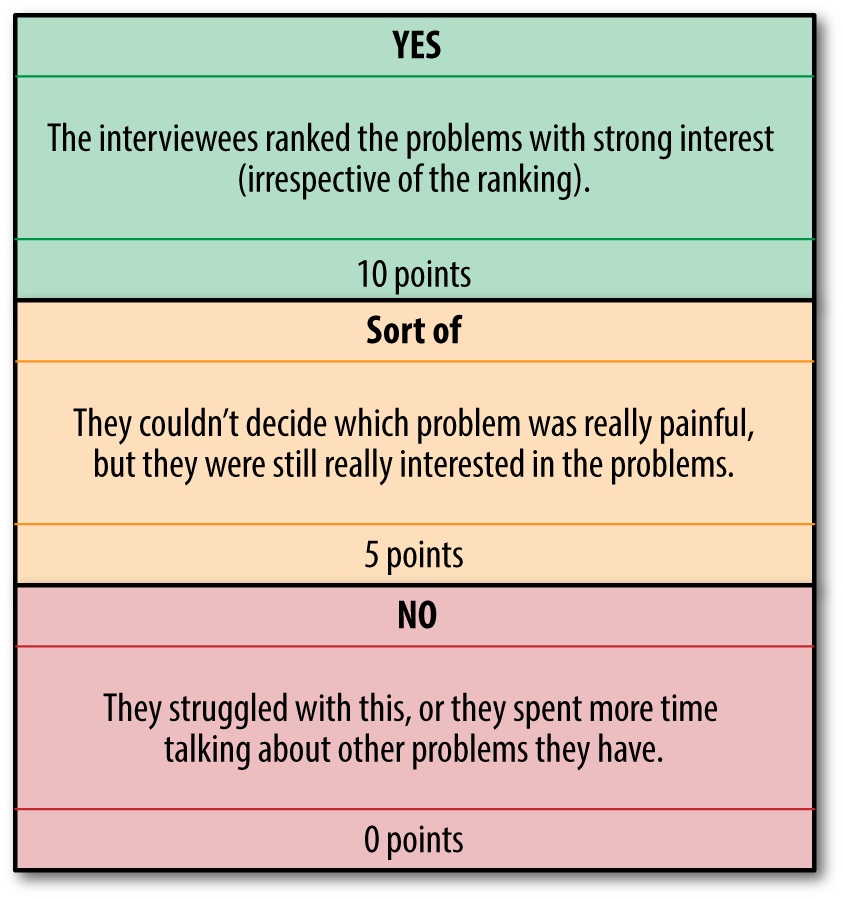 YES
The interviewees ranked the problems with strong interest
(irrespective of the ranking).
10 points
Sort of
They couldn’t decide which problem was really painful,
but they were still really interested in the problems.
5 points
NO
They struggled with this, or they spent more time
talking about other problems they have.
0 points